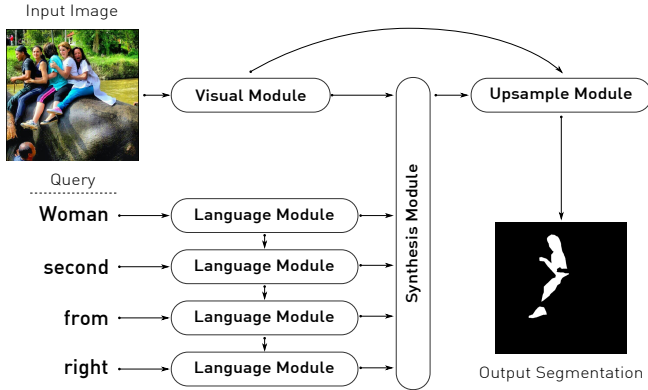 Input Image
Visual Module
Upsample Module
Synthesis Module
Query
Woman
Language Module
second
Language Module
from
Language Module
right
Language Module
Output Segmentation